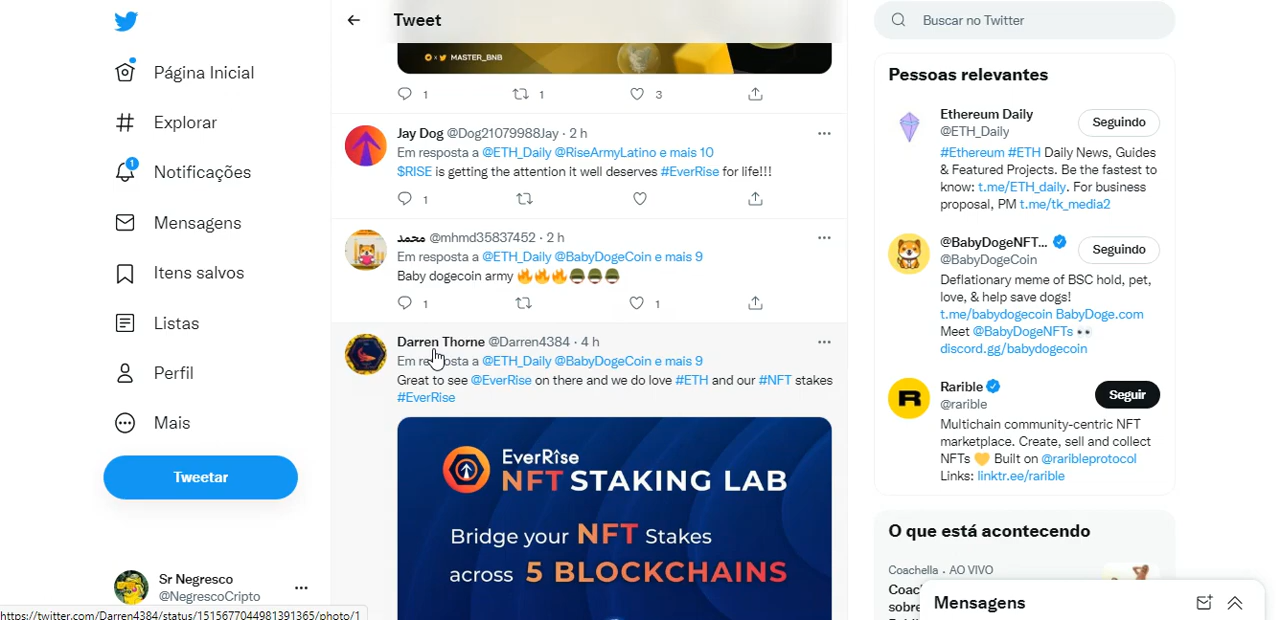 Página Inicial
Explorar
1
Notificações
Mensagens
Itens salvos
Listas
Perfil
Mais
Tweetar
Sr Negresco
@NegrescoCripto
https://twitter.com/Darren4384/status/1515677044981391365/photo/1
Tweet
MASTER_BNB
1 1 3
Jay Dog @Dog21079988Jay · 2 h
Em resposta a @ETH_Daily @RiseArmyLatino e mais 10
$RISE is getting the attention it well deserves #EverRise for life!!!
1
محمد @mhmd35837452 · 2 h
Em resposta a @ETH_Daily @BabyDogeCoin e mais 9
Baby dogecoin army 🔥🔥🔥🪖🪖🪖
1 1
Darren Thorne @Darren4384 · 4 h
Em resposta a @ETH_Daily @BabyDogeCoin e mais 9
Great to see @EverRise on there and we do love #ETH and our #NFT stakes
#EverRise
EverRise
NFT STAKING LAB
Bridge your NFT Stakes
across 5 BLOCKCHAINS
Buscar no Twitter
Pessoas relevantes
Ethereum Daily
@ETH_Daily
Seguindo
#Ethereum #ETH Daily News, Guides
& Featured Projects. Be the fastest to
know: t.me/ETH_daily. For business
proposal, PM t.me/tk_media2
@BabyDogeNFT...
@BabyDogeCoin
Seguindo
Deflationary meme of BSC hold, pet,
love, & help save dogs!
t.me/babydogecoin BabyDoge.com
Meet @BabyDogeNFTs 👀
discord.gg/babydogecoin
Rarible
@rarible
Seguir
Multichain community-centric NFT
marketplace. Create, sell and collect
NFTs 💛 Built on @raribleprotocol
Links: linktr.ee/rarible
O que está acontecendo
Coachella · AO VIVO
sobre
Mensagens